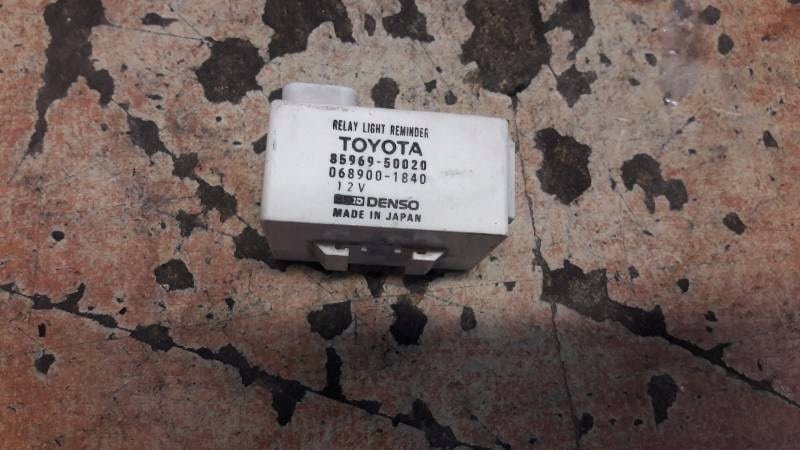 RELAY LIGHT REMINDER
TOYOTA
85969-50020
068900-1840
12V
DENSO
MADE IN JAPAN